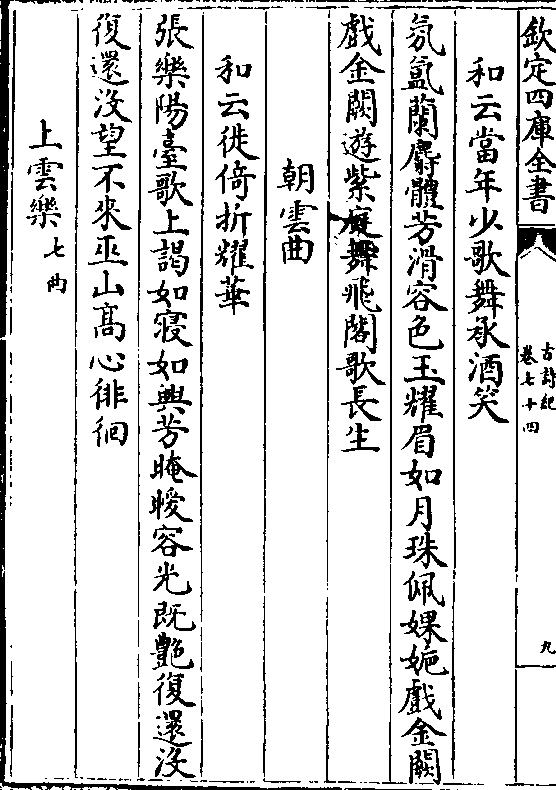 欽定四庫全書
古詩紀
卷七十四
九
和云當年少歌舞承酒笑
氛氳蘭麝體芳滑容色玉耀眉如月珠佩婐㚰戲金闕
戲金闕遊紫庭舞飛閣歌長生
朝雲曲
和云徙倚折耀華
張樂陽臺歌上謁如寢如興芳晻曖容光既艷復還没
復還没望不來巫山髙心徘徊
上雲樂七曲